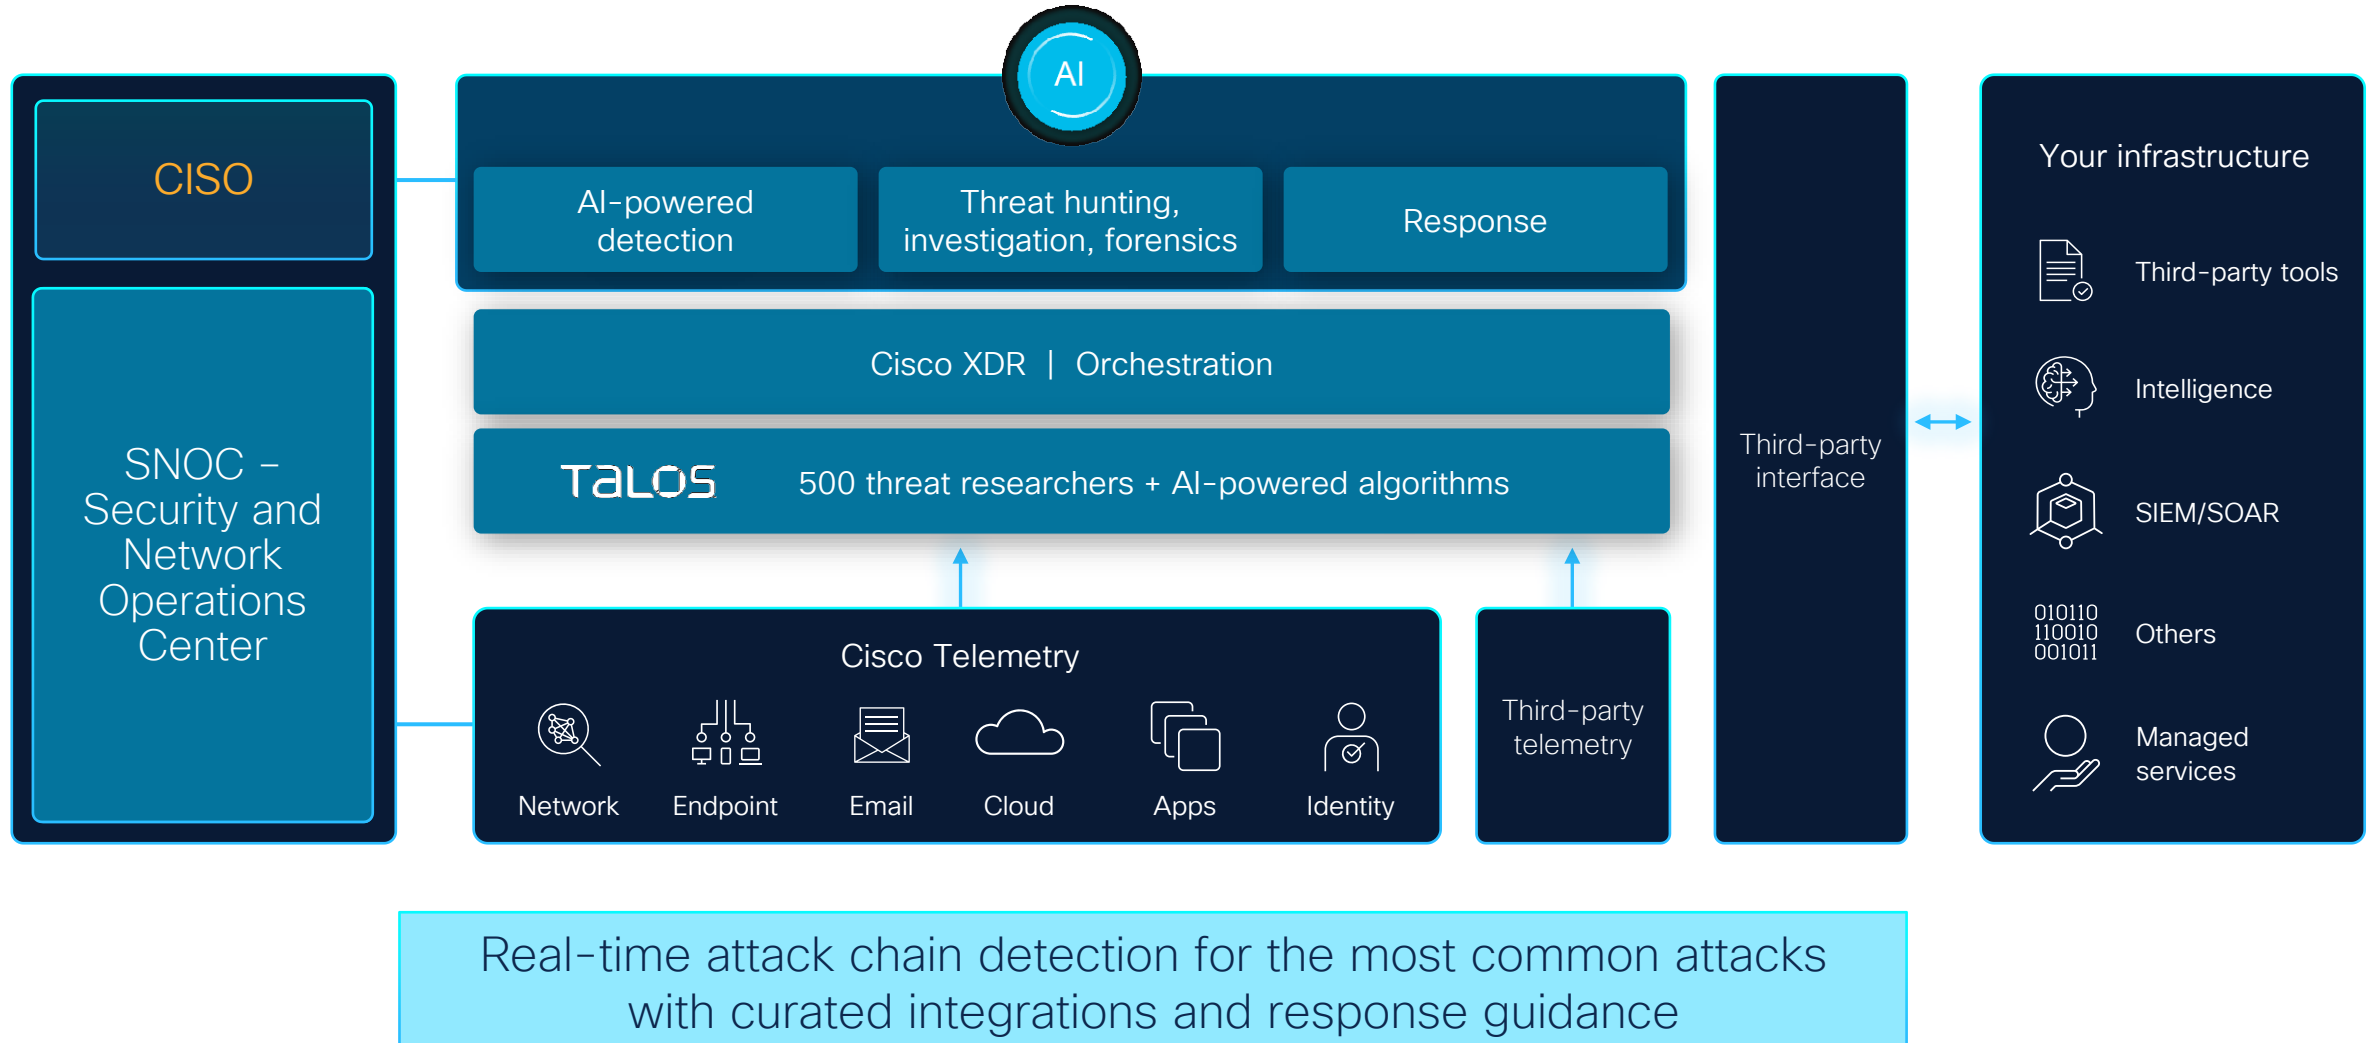 AI
CISO
SNOC –
Security and
Network
Operations
Center
AI-powered
detection
Threat hunting,
investigation, forensics
Response
Cisco XDR | Orchestration
TALOS 500 threat researchers + AI-powered algorithms
Cisco Telemetry
Network
Endpoint
Email
Cloud
Apps
Identity
Third-party
telemetry
Third-party
interface
Your infrastructure
Third-party tools
Intelligence
SIEM/SOAR
010110
110010
001011
Others
Managed
services
Real-time attack chain detection for the most common attacks
with curated integrations and response guidance